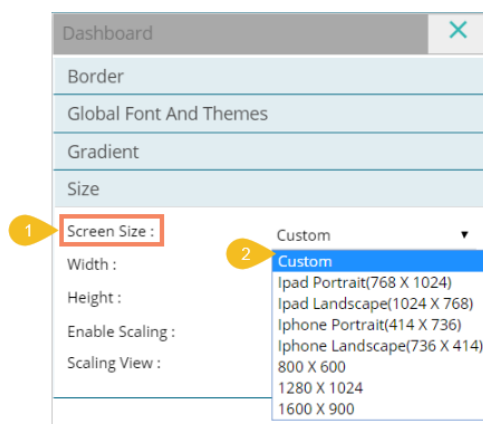 Dashboard
Border
Global Font And Themes
Gradient
Size
1 Screen Size : Custom
Width : 2 Custom
Ipad Portrait(768 X 1024)
Height : Ipad Landscape(1024 X 768)
Iphone Portrait(414 X 736)
Enable Scaling : Iphone Landscape(736 X 414)
Scaling View : 800 X 600
1280 X 1024
1600 X 900